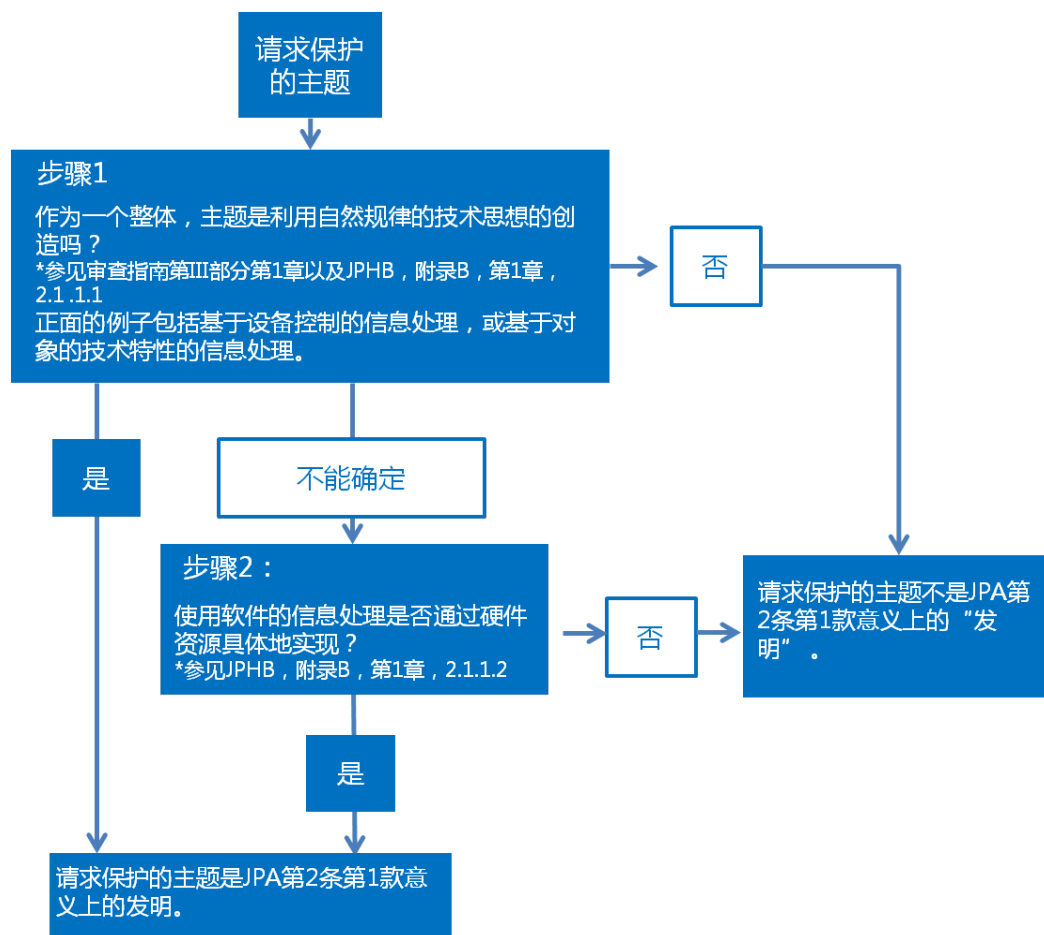 请求保护
的主题
步骤1
作为一个整体，主题是利用自然规律的技术思想的创
造吗？
*参见审查指南第III部分第1章以及JPHB，附录B，第1章，
2.1 .1.1
正面的例子包括基于设备控制的信息处理，或基于对
象的技术特性的信息处理。
否
是
不能确定
步骤2：
使用软件的信息处理是否通过硬件
资源具体地实现？
*参见JPHB，附录B，第1章，2.1.1.2
否
请求保护的主题不是JPA第
2条第1款意义上的“发
明”。
是
请求保护的主题是JPA第2条第1款意
义上的发明。